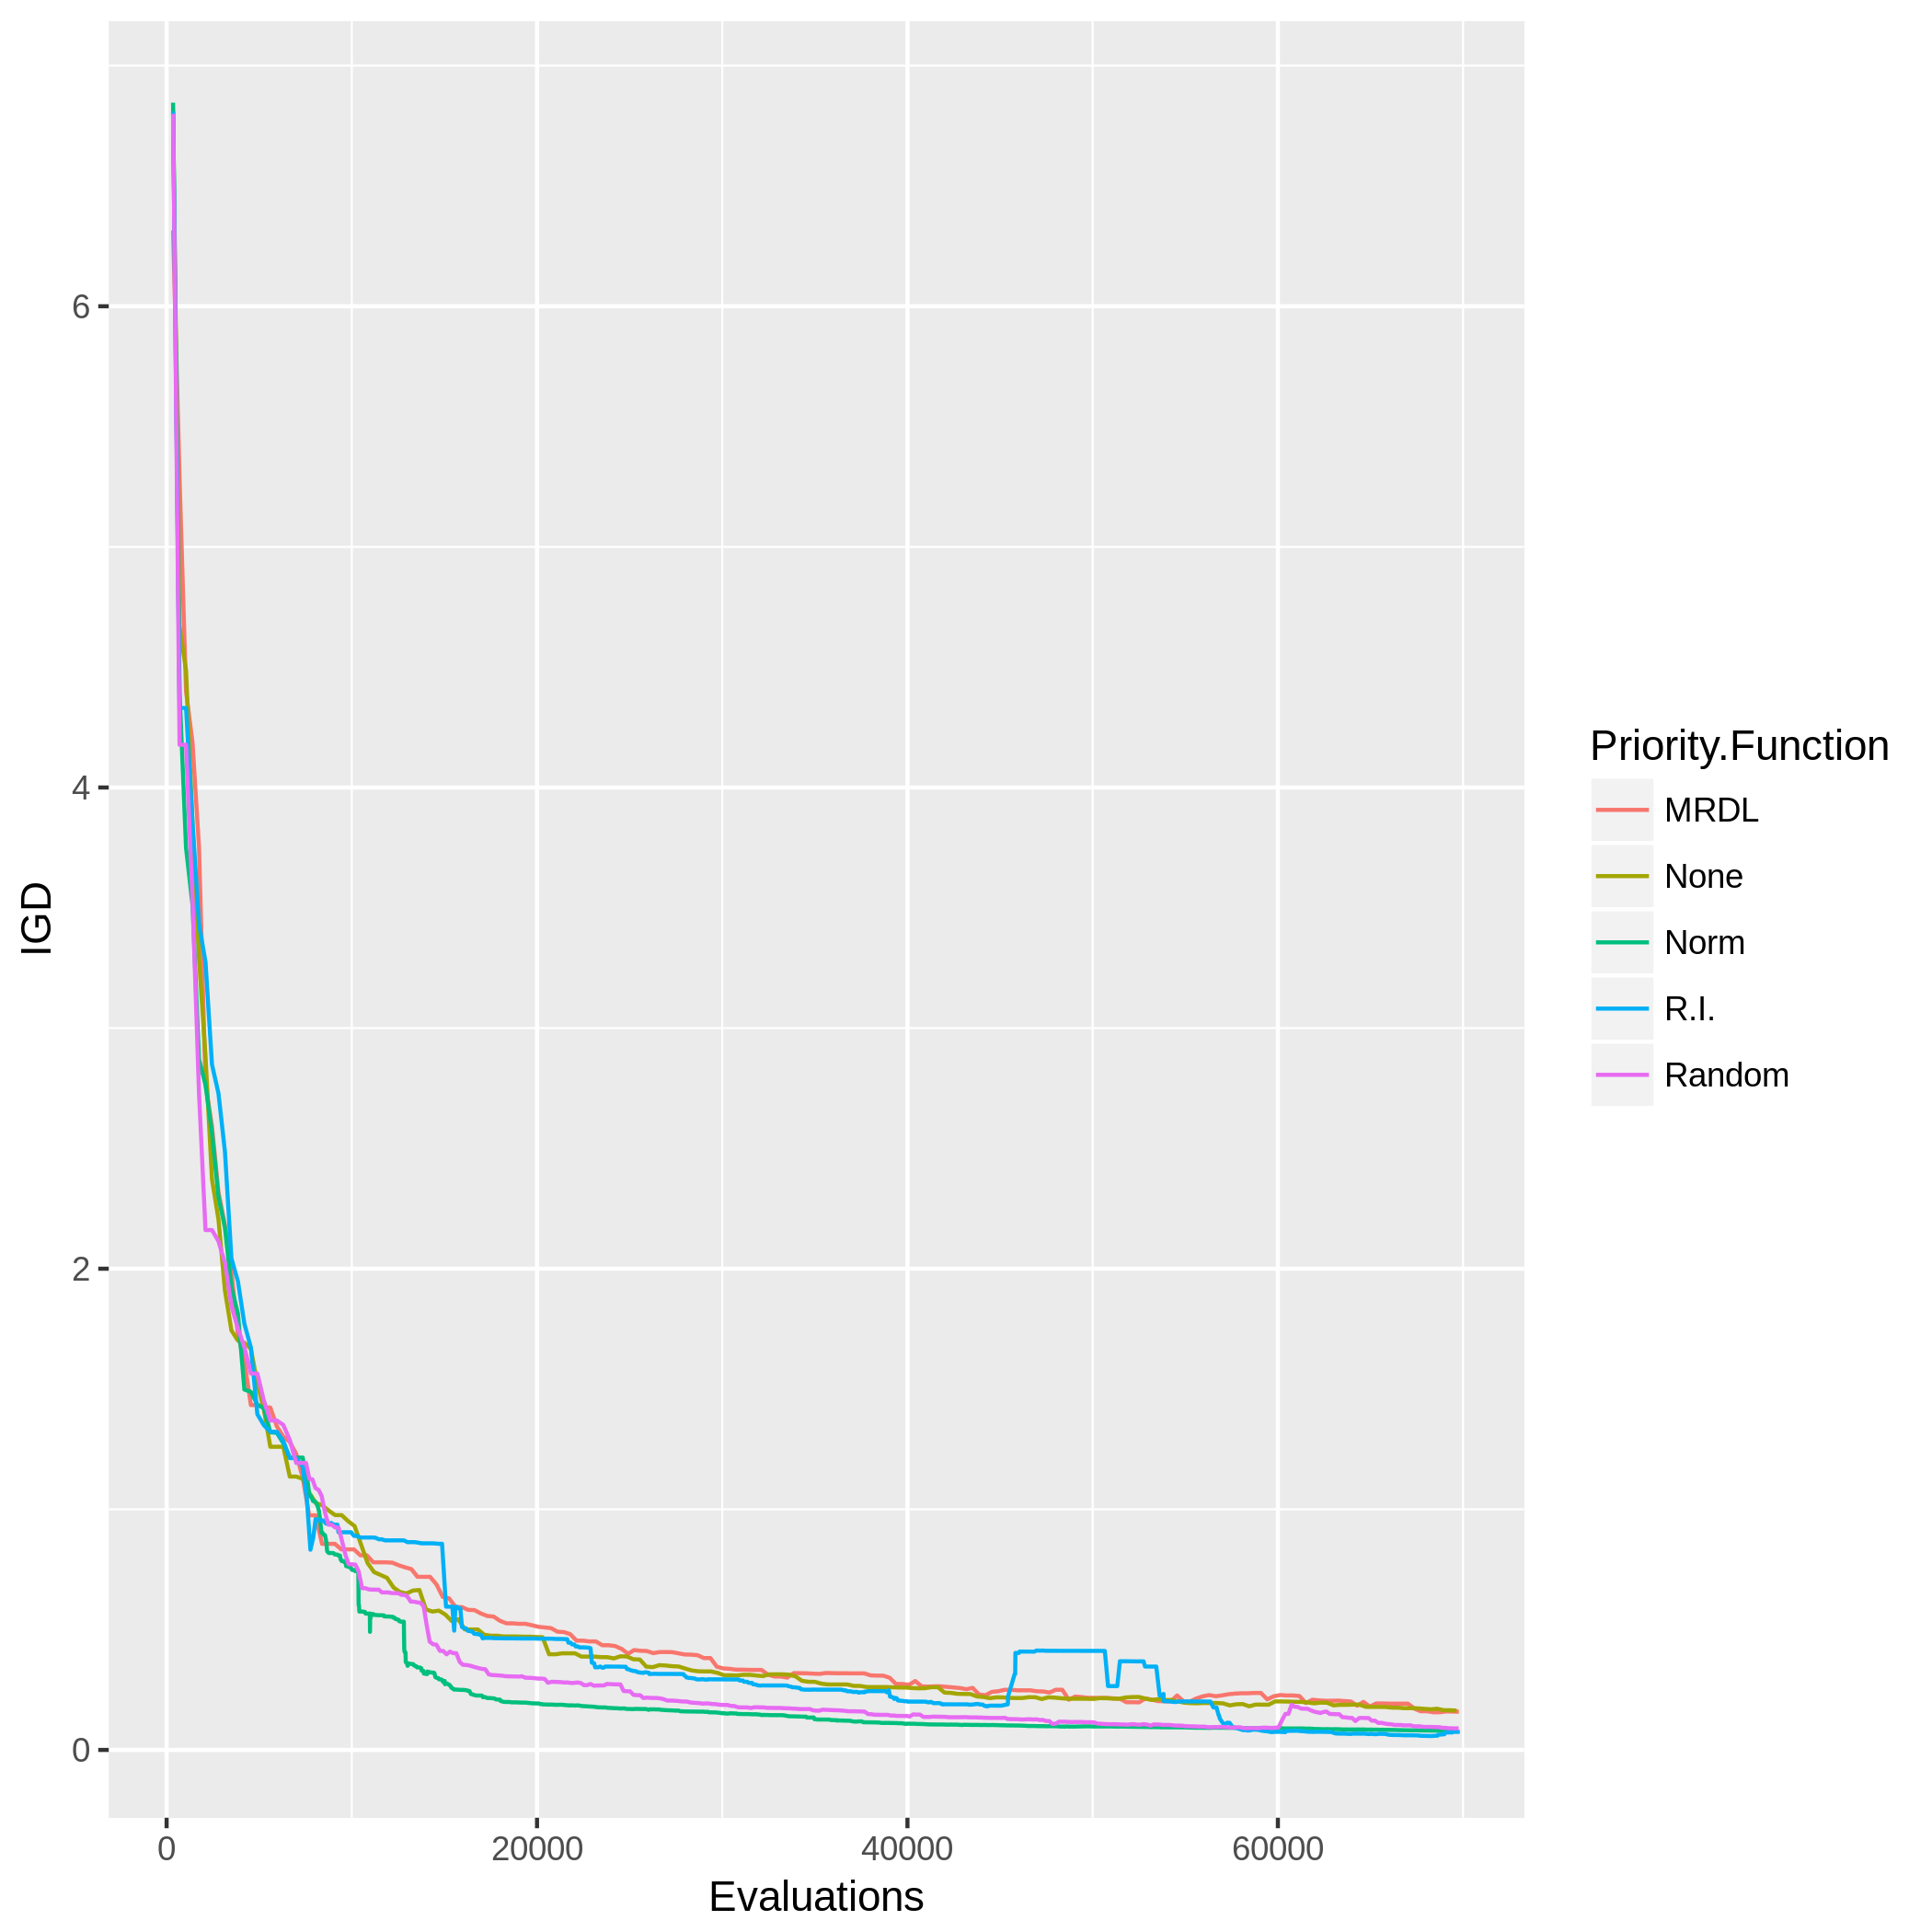 6
4
2
0
IGD
0
20000
40000
60000
Evaluations
Priority.Function
MRDL
None
Norm
R.I.
Random